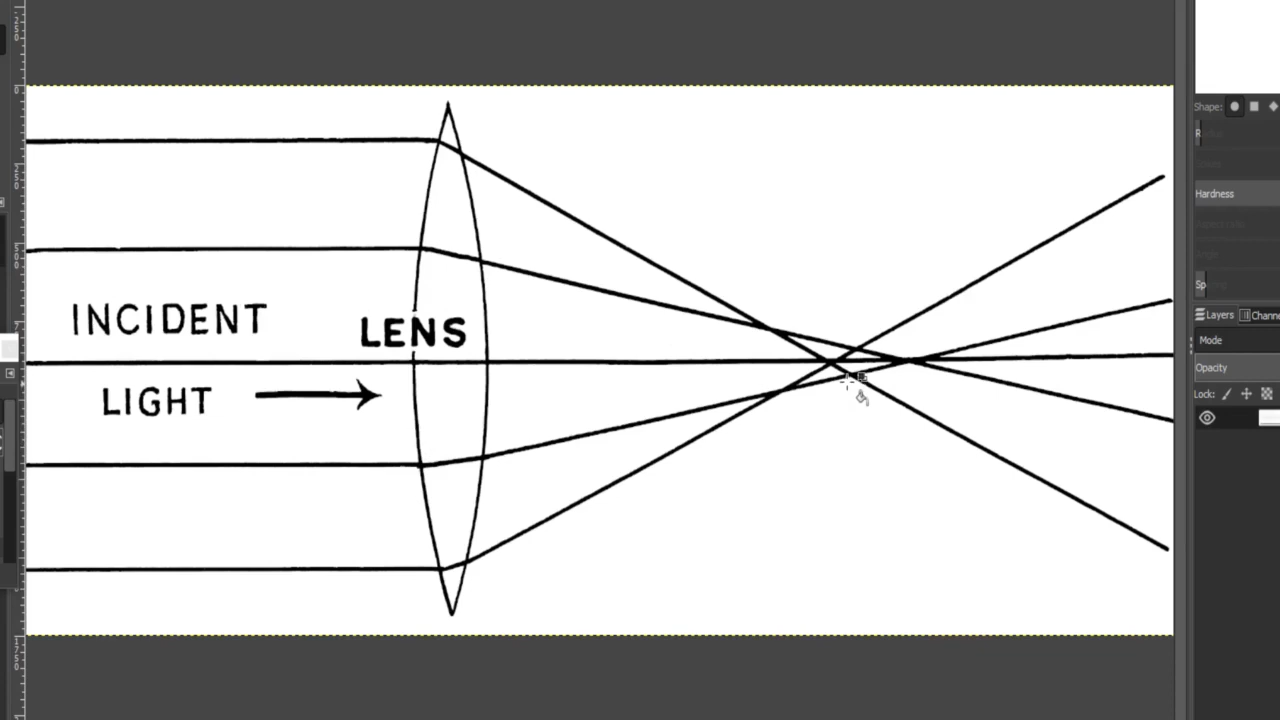 INCIDENT
LENS
LIGHT
Shape:
Hardness
Layers
Mode
Opacity
Lock: